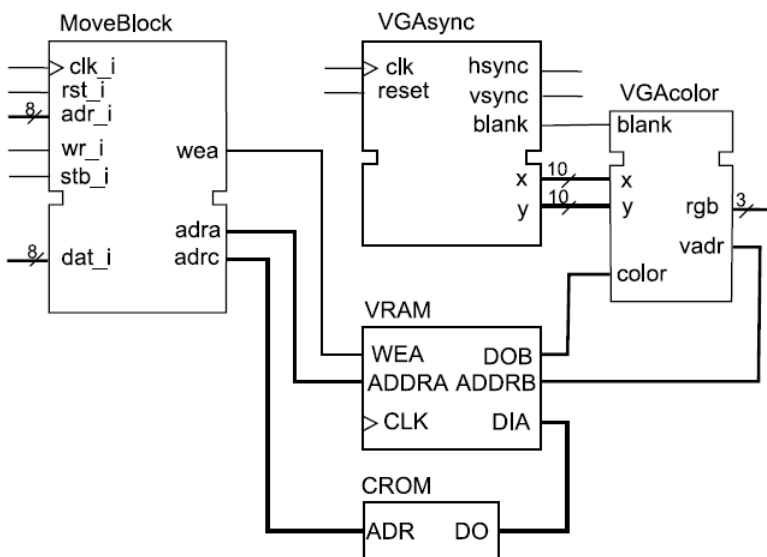 MoveBlock
clk_i
rst_i
8
adr_i
wr_i
stb_i
wea
adra
adrc
8
dat_i
VGAsync
clk
reset
hsync
vsync
blank
x
10
y
10
VGAcolor
blank
x
y
rgb
3
vadr
color
VRAM
WEA
DOB
ADDRA
ADDRB
CLK
DIA
CROM
ADR
DO